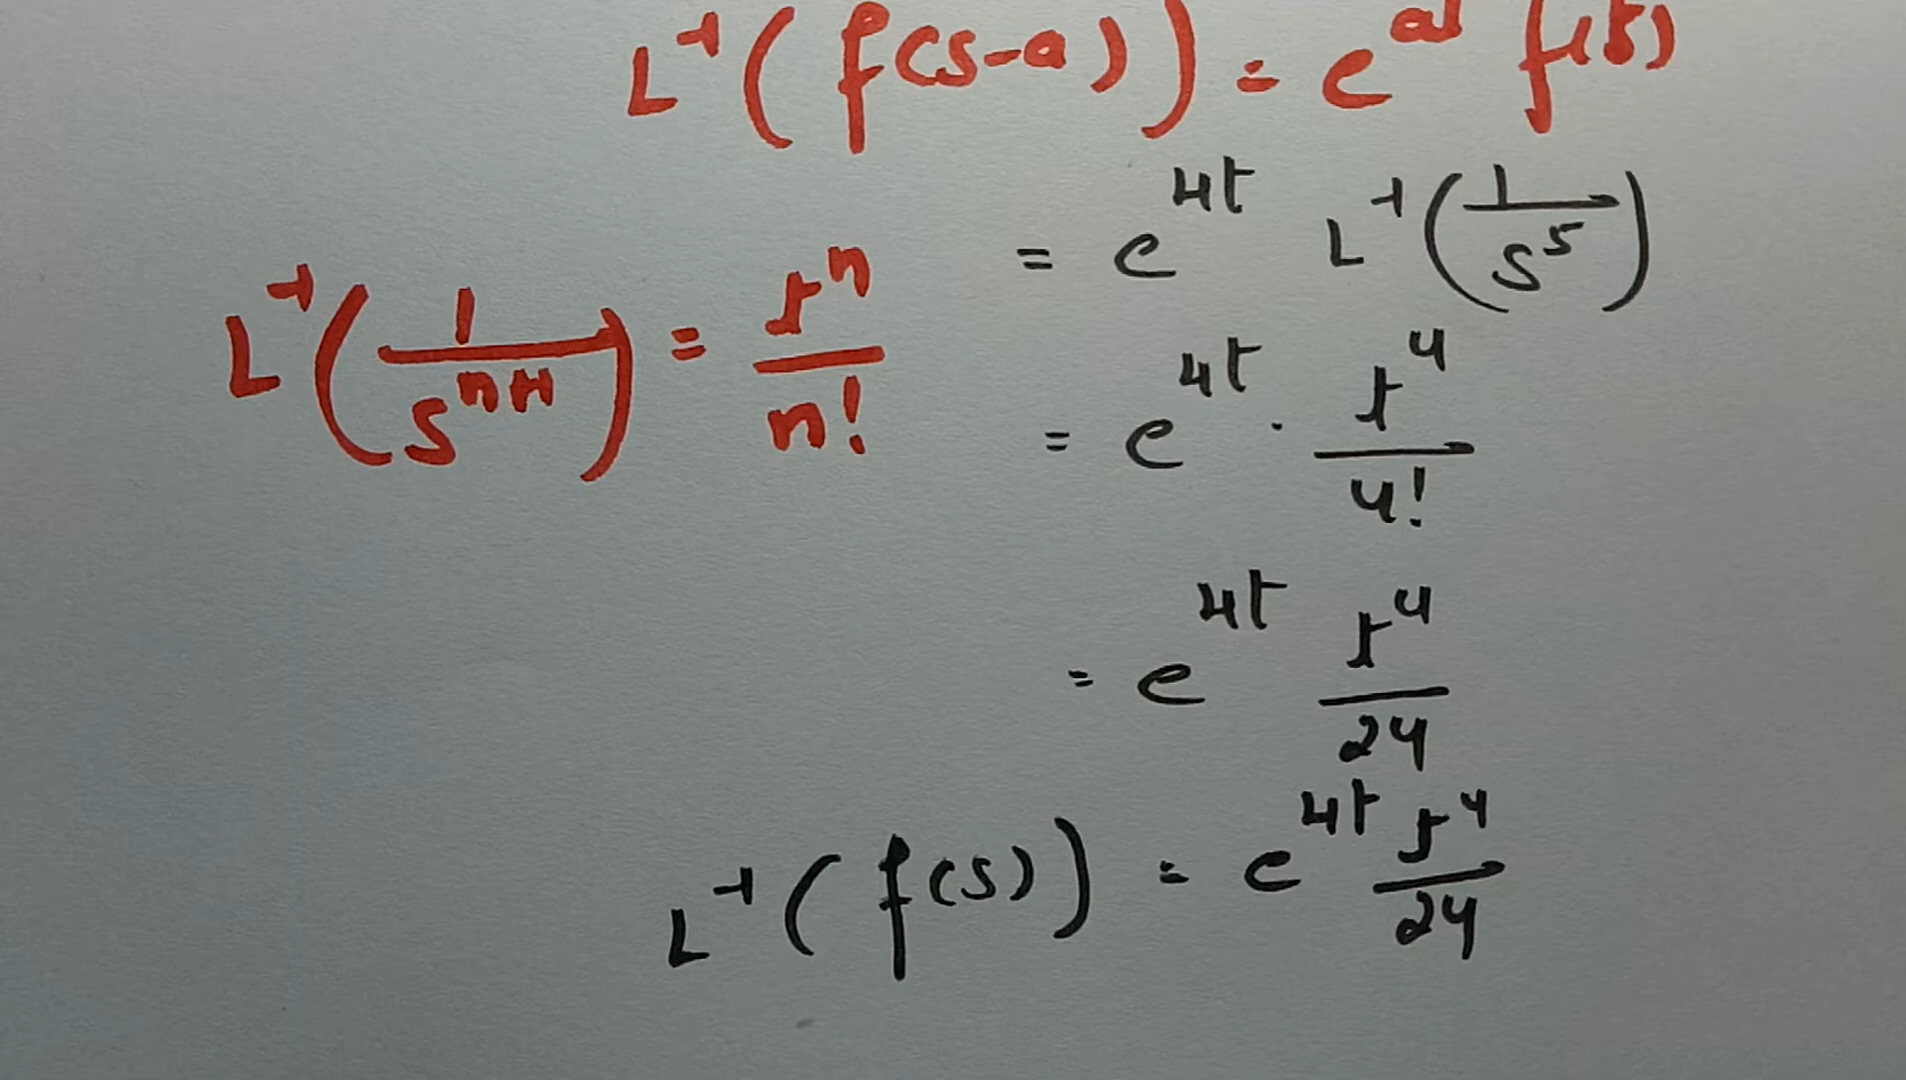 L⁻¹(f(s-a)) = e^{at} f(t)
= e^{4t} L⁻¹(1/s⁵)
L⁻¹(1/s^{n+1}) = t^n/n!
= e^{4t} · t⁴/4!
= e^{4t} t⁴/24
L⁻¹(f(s)) = e^{4t} t⁴/24